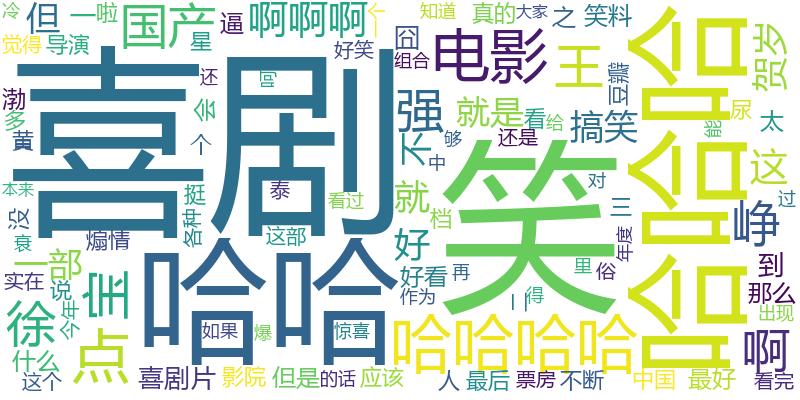 喜剧
笑
哈哈
哈哈哈
哈哈哈哈
国产
啊啊啊
电影
王
贺岁
但
一啦
星
逼
个
知道
真的
大家
之
笑料
冷
觉得
导演
好笑
囧
组合
还
渤
多
会
黄
个
强
就是
看
给
搞笑
豆瓣
尿
太
能
不
还是
够
中
这
本来
没
各种
挺
泰
看过
就
档
对
三
峥
过
衰
煽情
这部
好
年度
到
实在
一部
说
宝
好看
再
里
俗
那么
作为
得
出现
徐
今年
点
如果
爆
惊喜
啊
什么
这个
喜剧片
影院
但是
的话
应该
人
最后
票房
不断
中国
最好
看完